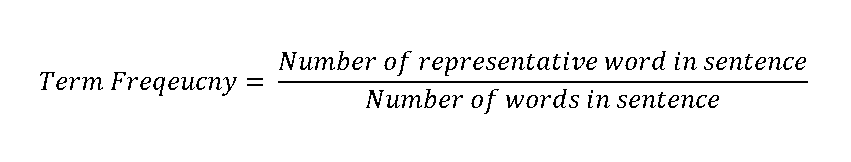 Term Freqeucny = Number of representative word in sentence
Number of words in sentence